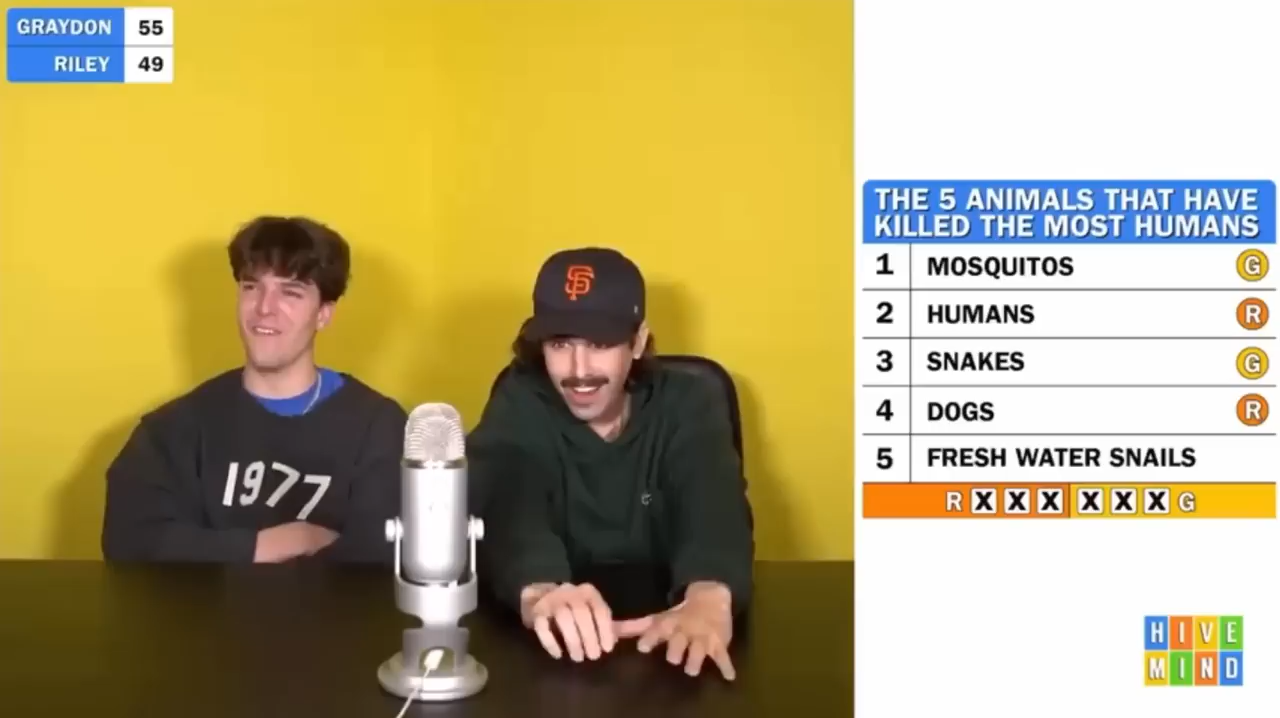 GRAYDON 55
RILEY 49
SF
1977
THE 5 ANIMALS THAT HAVE
KILLED THE MOST HUMANS
1 MOSQUITOS G
2 HUMANS R
3 SNAKES G
4 DOGS R
5 FRESH WATER SNAILS
R X X X X X X G
HIVE
MIND